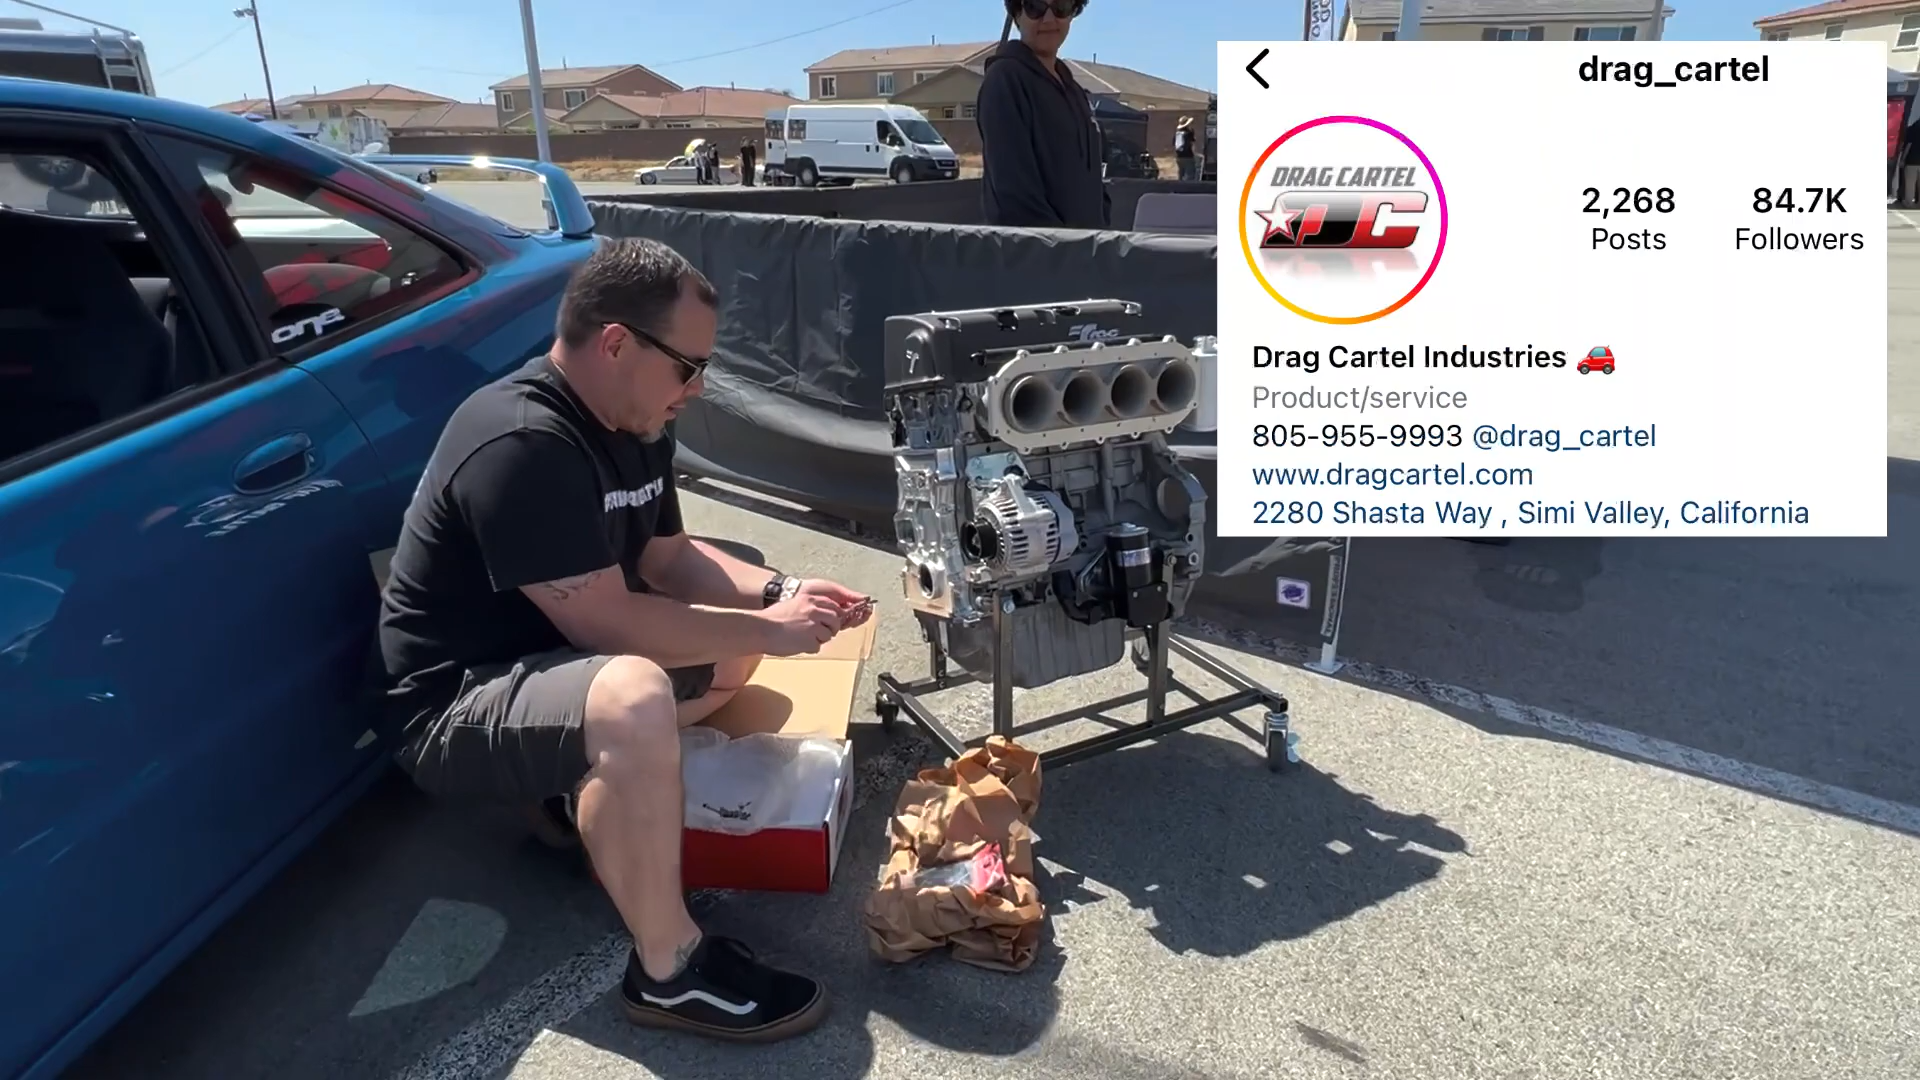 drag_cartel
DRAG CARTEL
DC
2,268
Posts
84.7K
Followers
Drag Cartel Industries
Product/service
805-955-9993 @drag_cartel
www.dragcartel.com
2280 Shasta Way , Simi Valley, California
one